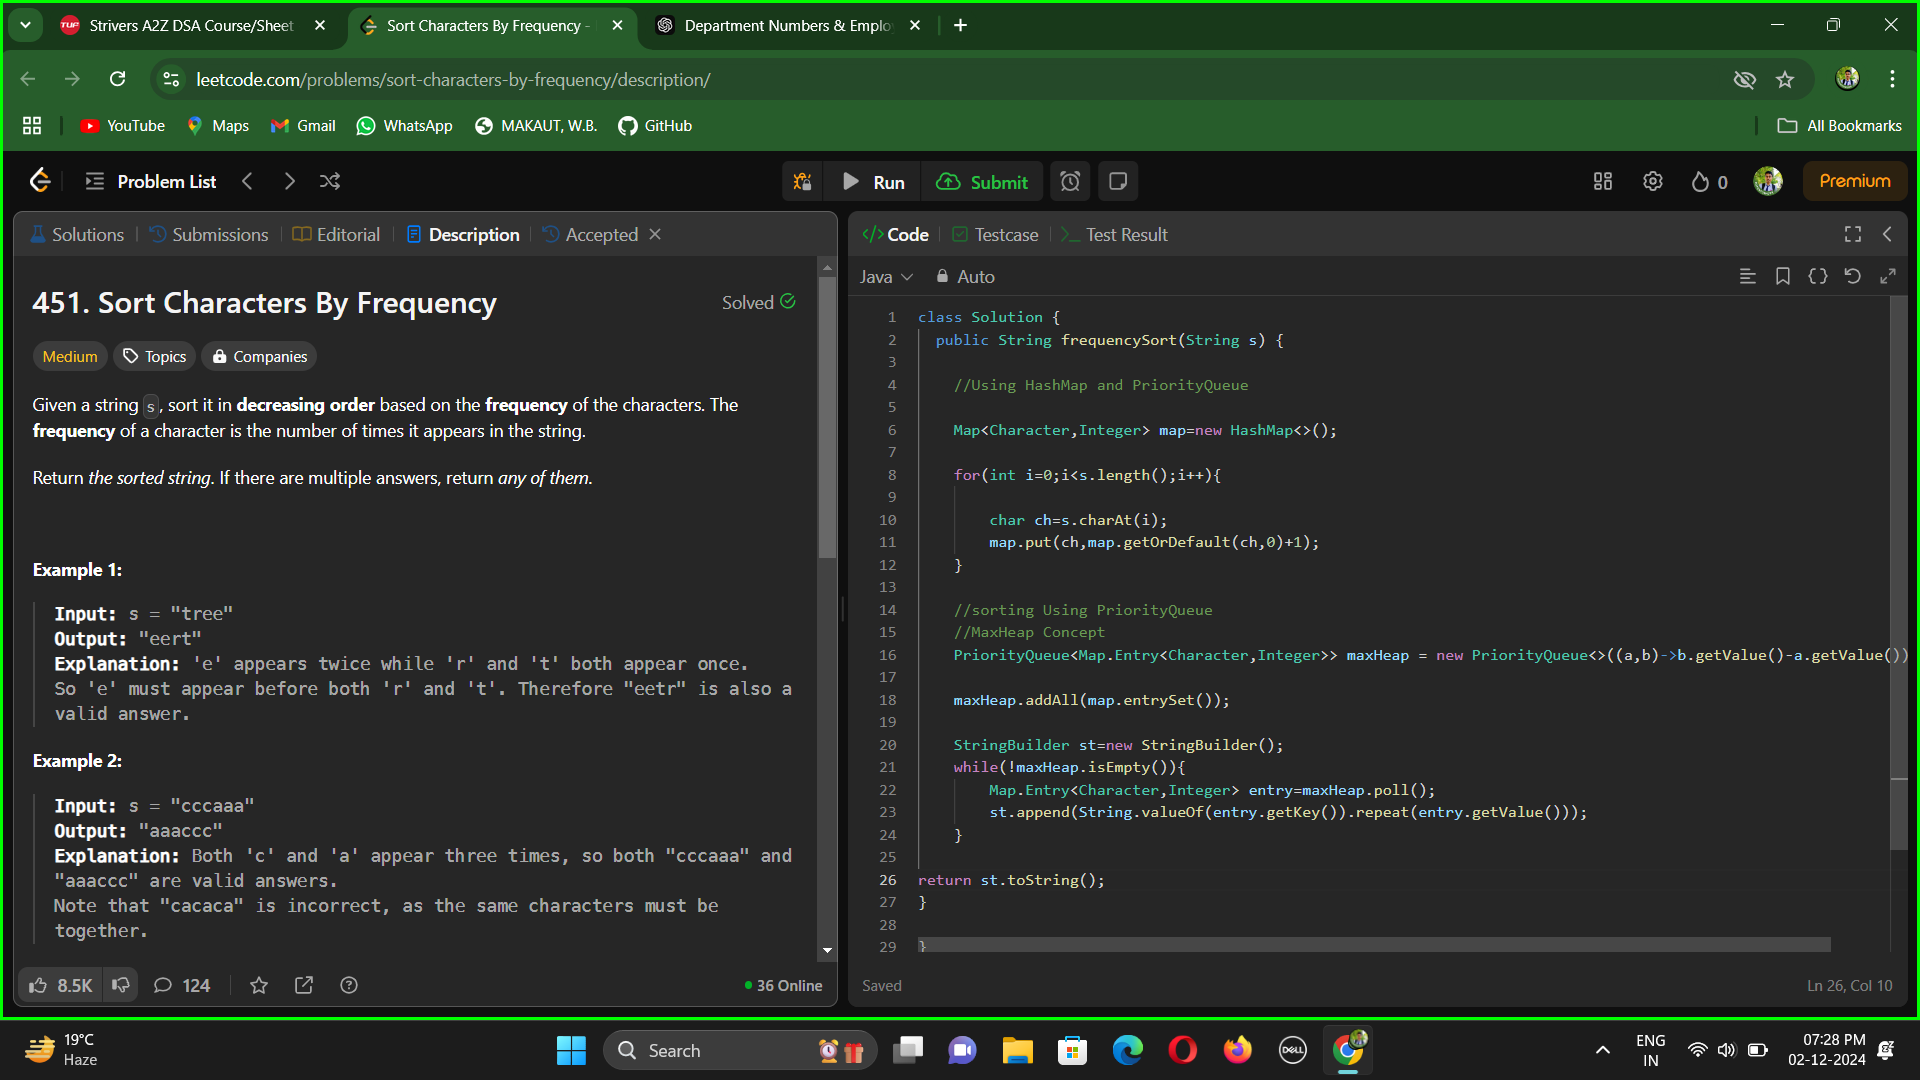 Strivers A2Z DSA Course/Sheet
Sort Characters By Frequency -
Department Numbers & Emplo
leetcode.com/problems/sort-characters-by-frequency/description/
YouTube
Maps
Gmail
WhatsApp
MAKAUT, W.B.
GitHub
All Bookmarks
Problem List
Run
Submit
0
Premium
Solutions
Submissions
Editorial
Description
Accepted
451. Sort Characters By Frequency
Solved
Medium
Topics
Companies
Given a string s, sort it in decreasing order based on the frequency of the characters. The
frequency of a character is the number of times it appears in the string.
Return the sorted string. If there are multiple answers, return any of them.
Example 1:
Input: s = "tree"
Output: "eert"
Explanation: 'e' appears twice while 'r' and 't' both appear once.
So 'e' must appear before both 'r' and 't'. Therefore "eetr" is also a
valid answer.
Example 2:
Input: s = "cccaaa"
Output: "aaaccc"
Explanation: Both 'c' and 'a' appear three times, so both "cccaaa" and
"aaaccc" are valid answers.
Note that "cacaca" is incorrect, as the same characters must be
together.
8.5K
124
36 Online
</> Code
Testcase
>_ Test Result
Java
Auto
1 class Solution {
2 public String frequencySort(String s) {
3
4 //Using HashMap and PriorityQueue
5
6 Map<Character,Integer> map=new HashMap<>();
7
8 for(int i=0;i<s.length();i++){
9
10 char ch=s.charAt(i);
11 map.put(ch,map.getOrDefault(ch,0)+1);
12 }
13
14 //sorting Using PriorityQueue
15 //MaxHeap Concept
16 PriorityQueue<Map.Entry<Character,Integer>> maxHeap = new PriorityQueue<>((a,b)->b.getValue()-a.getValue())
17
18 maxHeap.addAll(map.entrySet());
19
20 StringBuilder st=new StringBuilder();
21 while(!maxHeap.isEmpty()){
22 Map.Entry<Character,Integer> entry=maxHeap.poll();
23 st.append(String.valueOf(entry.getKey()).repeat(entry.getValue()));
24 }
25
26 return st.toString();
27 }
28
29 }
Saved
Ln 26, Col 10
19°C
Haze
Search
DELL
ENG
IN
07:28 PM
02-12-2024